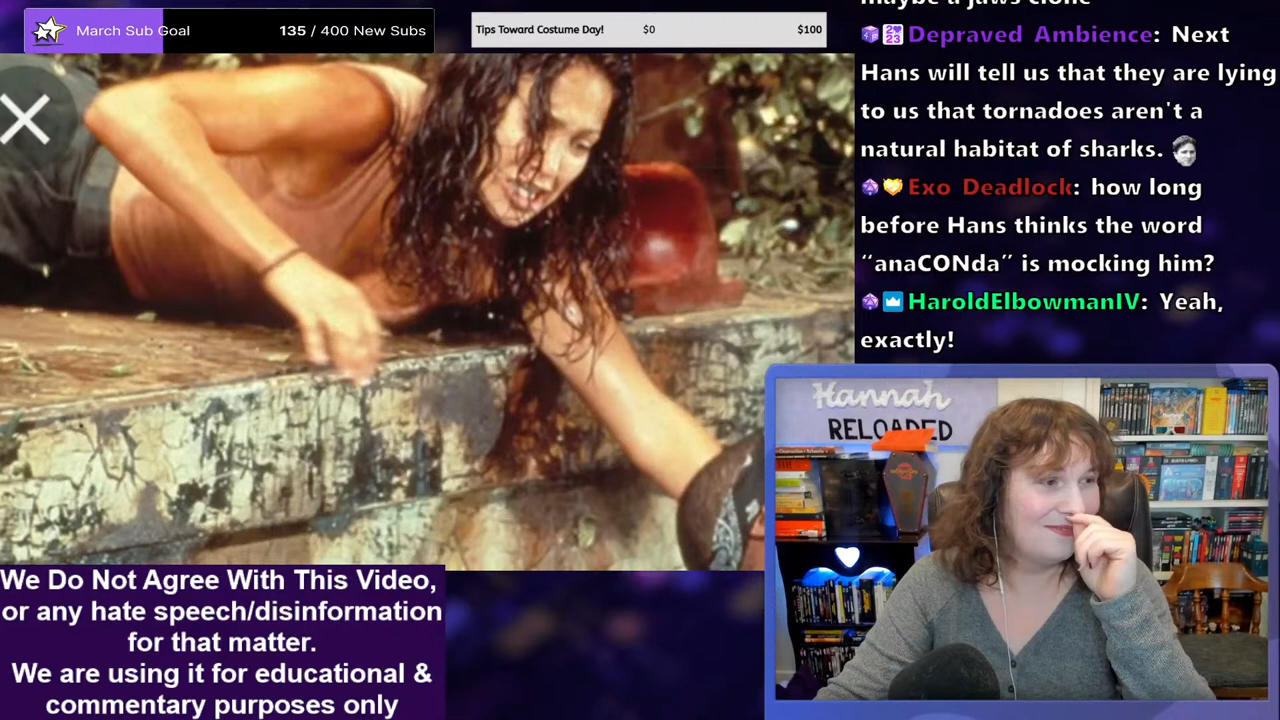 March Sub Goal 135 / 400 New Subs
Tips Toward Costume Day! $0 $100
maybe a jaws clone
Depraved Ambience: Next
Hans will tell us that they are lying
to us that tornadoes aren't a
natural habitat of sharks.
Exo Deadlock: how long
before Hans thinks the word
“anaCONda” is mocking him?
HaroldElbowmanIV: Yeah,
exactly!
Hannah
RELOADED
We Do Not Agree With This Video,
or any hate speech/disinformation
for that matter.
We are using it for educational &
commentary purposes only